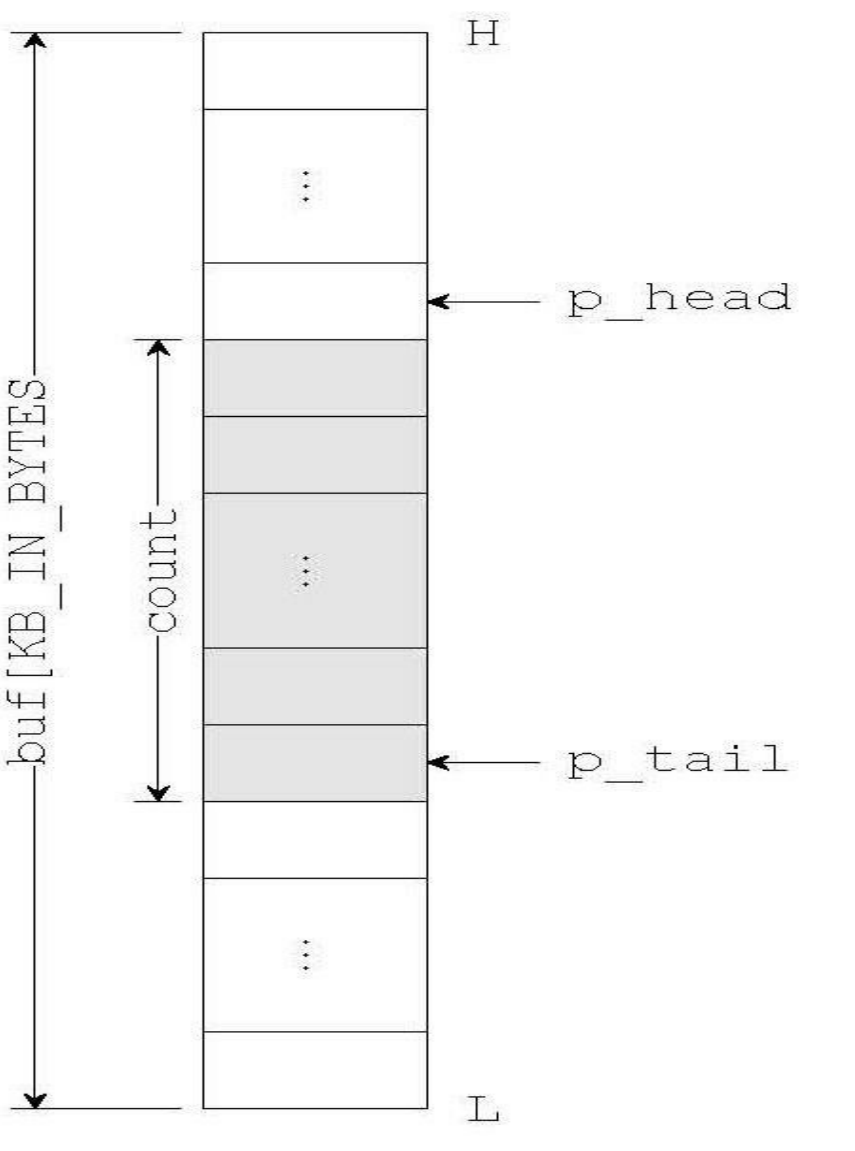 H
p_head
buf[KB_IN_BYTES
count
p_tail
L